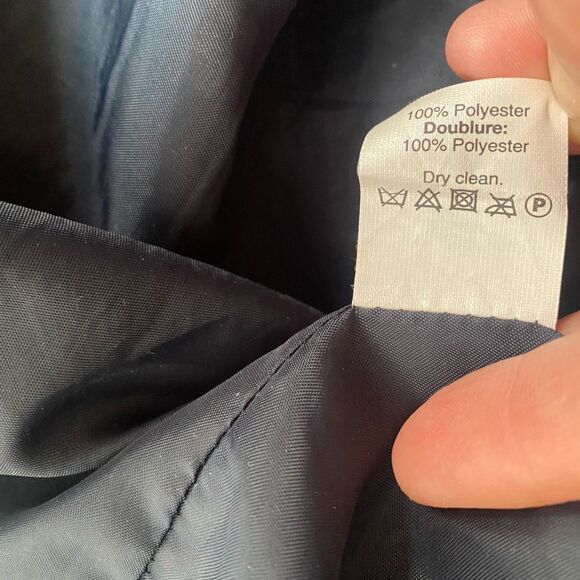 100% Polyester
Doublure:
100% Polyester
Dry clean.
P